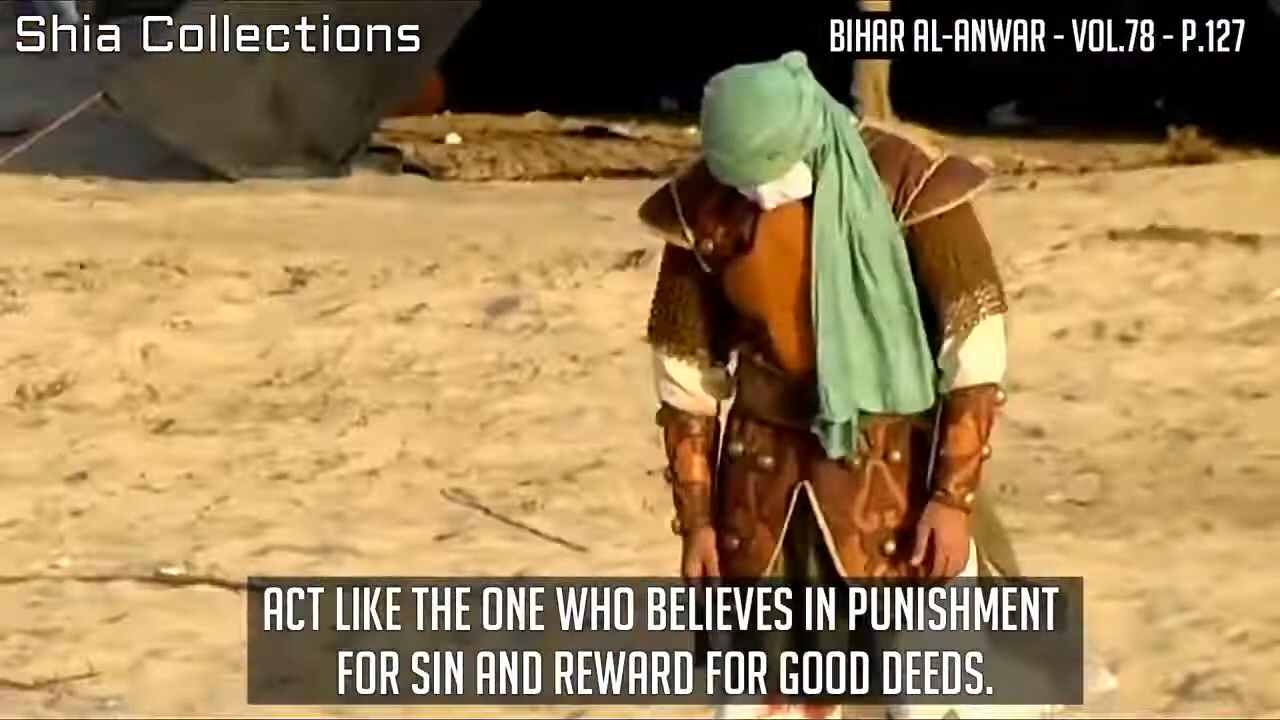 Shia Collections
BIHAR AL-ANWAR - VOL.78 - P.127
ACT LIKE THE ONE WHO BELIEVES IN PUNISHMENT
FOR SIN AND REWARD FOR GOOD DEEDS.